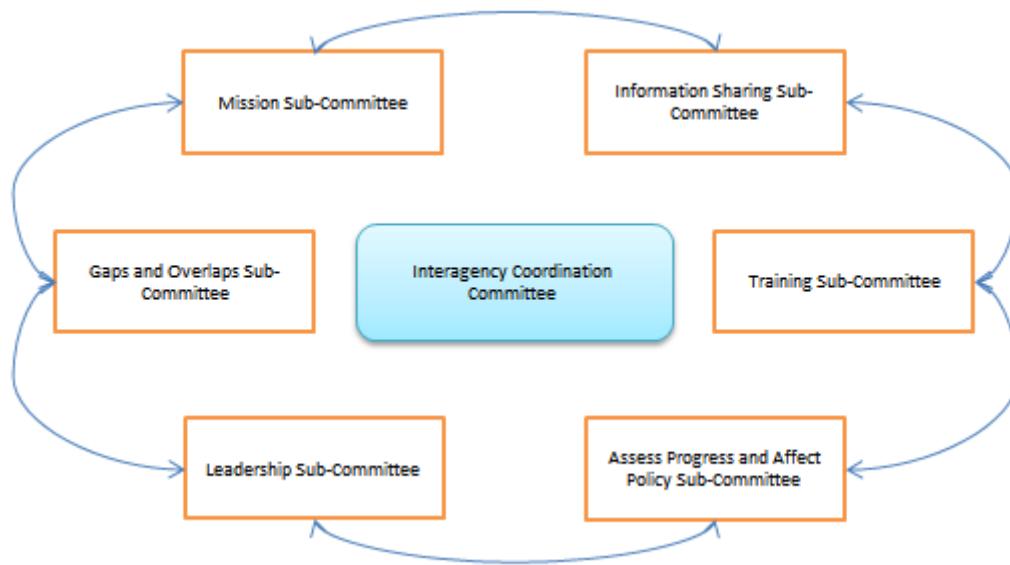 Mission Sub-Committee
Information Sharing Sub-
Committee
Gaps and Overlaps Sub-
Committee
Interagency Coordination
Committee
Training Sub-Committee
Leadership Sub-Committee
Assess Progress and Affect
Policy Sub-Committee